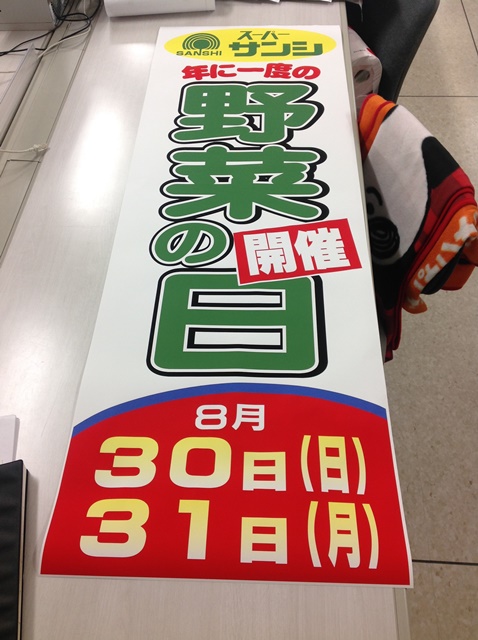 スーパー
サンシ
SANSHI
年に一度の
野菜の日
開催
8月
30日(日)
31日(月)